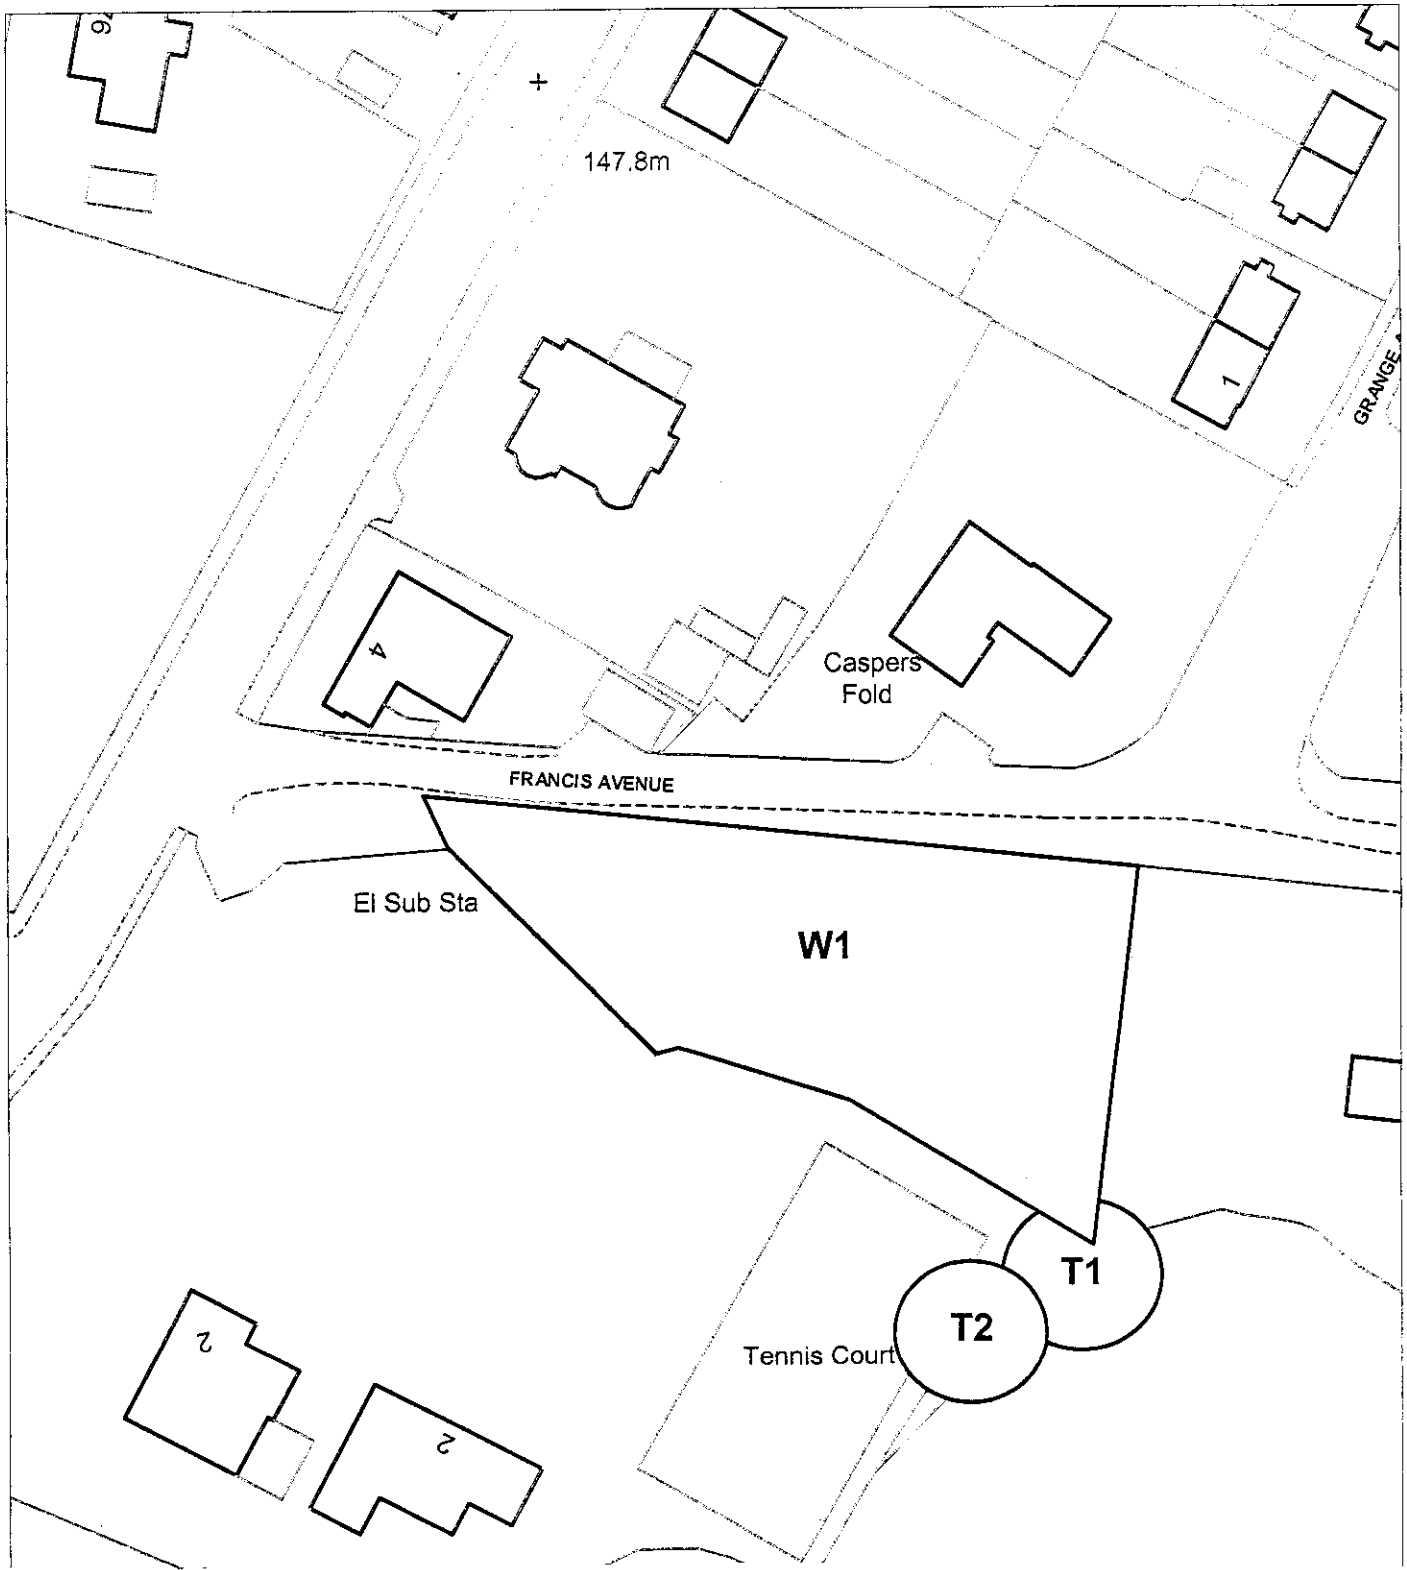 147.8m
1
4
Caspers
Fold
FRANCIS AVENUE
El Sub Sta
W1
T1
T2
Tennis Court
2
2
GRANGE